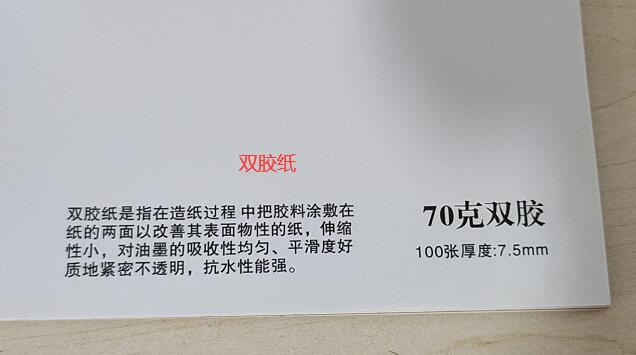 双胶纸
双胶纸是指在造纸过程 中把胶料涂敷在
纸的两面以改善其表面物性的纸，伸缩
性小，对油墨的吸收性均匀、平滑度好
质地紧密不透明，抗水性能强。
70克双胶
100张厚度:7.5mm